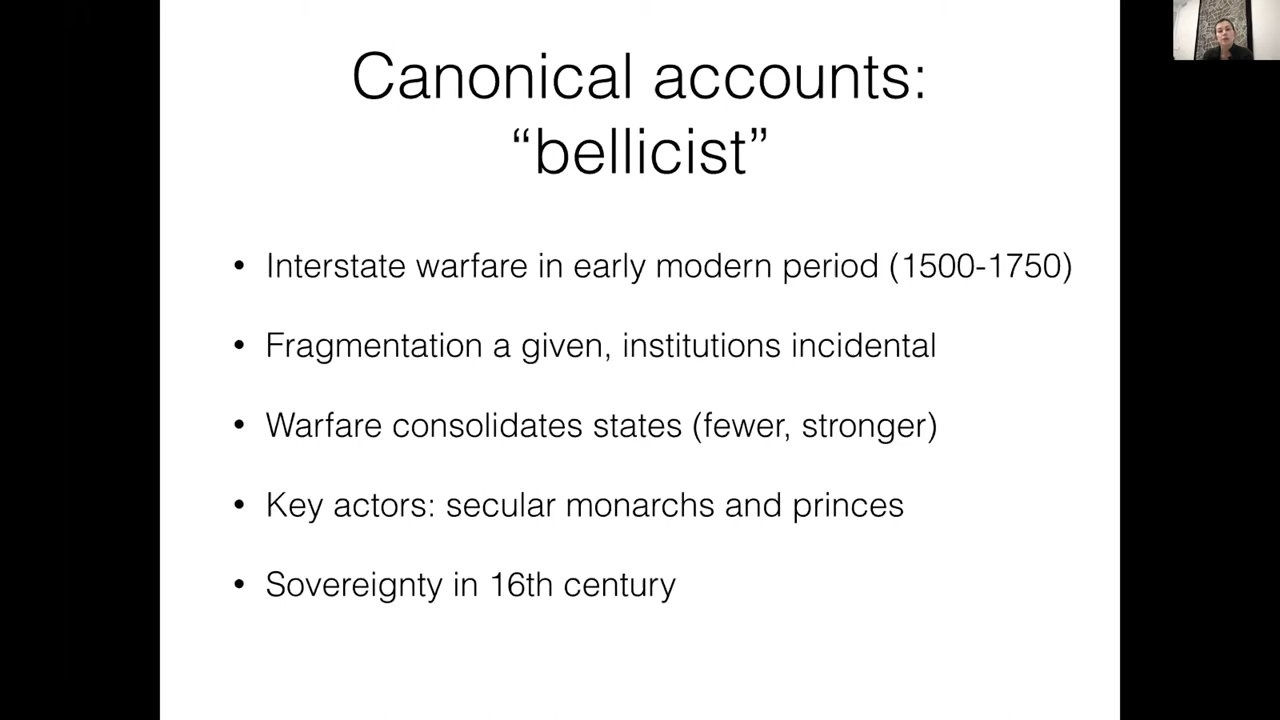 Canonical accounts:
“bellicist”
• Interstate warfare in early modern period (1500-1750)
• Fragmentation a given, institutions incidental
• Warfare consolidates states (fewer, stronger)
• Key actors: secular monarchs and princes
• Sovereignty in 16th century